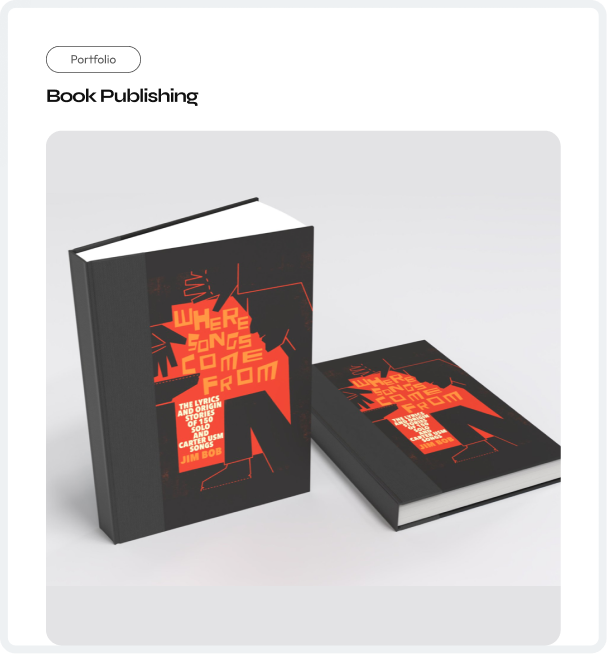 Portfolio
Book Publishing
WHERE
SONGS
COME
FROM
THE LYRICS
AND ORIGIN
STORIES
OF 150
SOLO
AND
CARTER USM
SONGS
JIM BOB
WHERE
SONGS
COME
FROM
THE LYRICS
AND ORIGIN
STORIES
OF 150
SOLO
AND
CARTER USM
SONGS
JIM BOB